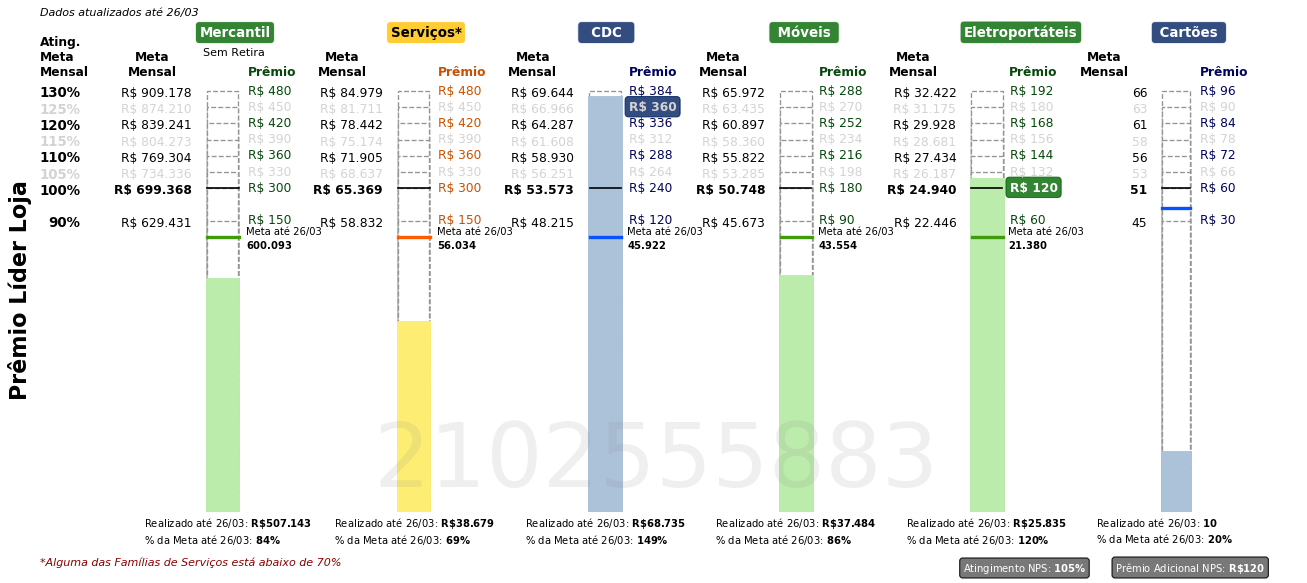 Dados atualizados até 26/03
Mercantil Serviços* CDC Móveis Eletroportáteis Cartões
Sem Retira
Ating. Meta Mensal
Meta Mensal Prêmio Meta Mensal Prêmio Meta Mensal Prêmio Meta Mensal Prêmio Meta Mensal Prêmio Meta Mensal Prêmio
130% R$ 909.178 R$ 480 R$ 84.979 R$ 480 R$ 69.644 R$ 384 R$ 65.972 R$ 288 R$ 32.422 R$ 192 66 R$ 96
125% R$ 874.210 R$ 450 R$ 81.711 R$ 450 R$ 66.966 R$ 360 R$ 63.435 R$ 270 R$ 31.175 R$ 180 63 R$ 90
120% R$ 839.241 R$ 420 R$ 78.442 R$ 420 R$ 64.287 R$ 336 R$ 60.897 R$ 252 R$ 29.928 R$ 168 61 R$ 84
115% R$ 804.273 R$ 390 R$ 75.174 R$ 390 R$ 61.608 R$ 312 R$ 58.360 R$ 234 R$ 28.681 R$ 156 58 R$ 78
110% R$ 769.304 R$ 360 R$ 71.905 R$ 360 R$ 58.930 R$ 288 R$ 55.822 R$ 216 R$ 27.434 R$ 144 56 R$ 72
105% R$ 734.336 R$ 330 R$ 68.637 R$ 330 R$ 56.251 R$ 264 R$ 53.285 R$ 198 R$ 26.187 R$ 132 53 R$ 66
100% R$ 699.368 R$ 300 R$ 65.369 R$ 300 R$ 53.573 R$ 240 R$ 50.748 R$ 180 R$ 24.940 R$ 120 51 R$ 60
90% R$ 629.431 R$ 150 R$ 58.832 R$ 150 R$ 48.215 R$ 120 R$ 45.673 R$ 90 R$ 22.446 R$ 60 45 R$ 30
Meta até 26/03 Meta até 26/03 Meta até 26/03 Meta até 26/03 Meta até 26/03
600.093 56.034 45.922 43.554 21.380
Prêmio Líder Loja
2102555883
Realizado até 26/03: R$507.143 Realizado até 26/03: R$38.679 Realizado até 26/03: R$68.735 Realizado até 26/03: R$37.484 Realizado até 26/03: R$25.835 Realizado até 26/03: 10
% da Meta até 26/03: 84% % da Meta até 26/03: 69% % da Meta até 26/03: 149% % da Meta até 26/03: 86% % da Meta até 26/03: 120% % da Meta até 26/03: 20%
*Alguma das Famílias de Serviços está abaixo de 70%
Atingimento NPS: 105% Prêmio Adicional NPS: R$120